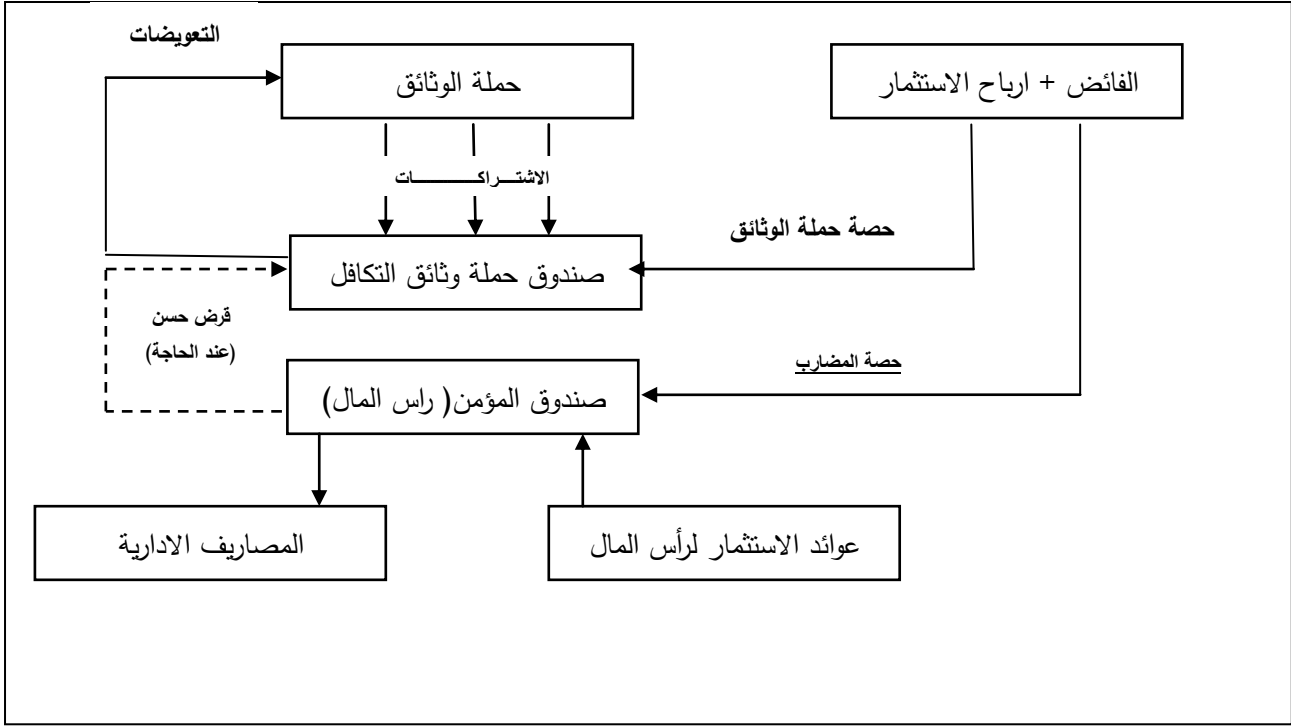 التعويضات
حملة الوثائق
الفائض + ارباح الاستثمار
الاشتـــراكـــــــــات
حصة حملة الوثائق
صندوق حملة وثائق التكافل
قرض حسن
(عند الحاجة)
حصة المضارب
صندوق المؤمن( راس المال)
المصاريف الادارية
عوائد الاستثمار لرأس المال